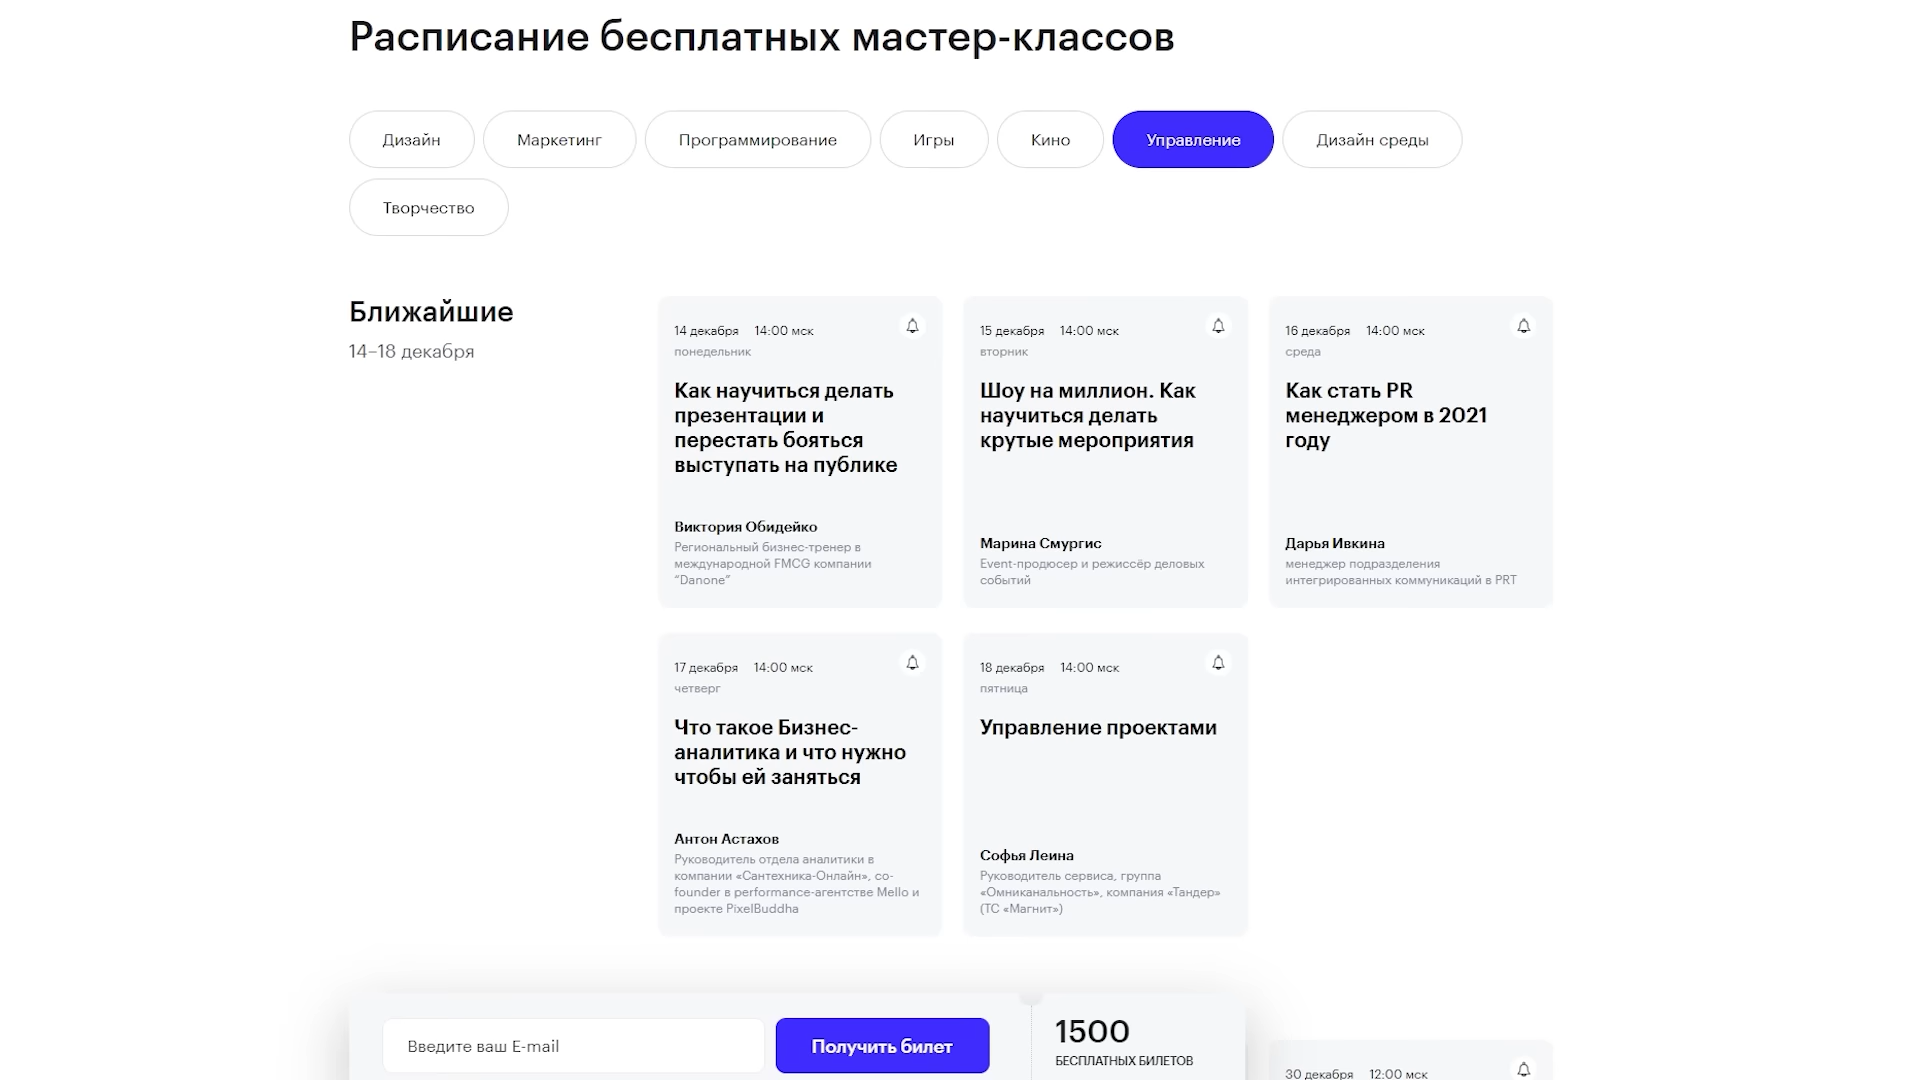 Расписание бесплатных мастер-классов
Дизайн
Маркетинг
Программирование
Игры
Кино
Управление
Дизайн среды
Творчество
Ближайшие
14–18 декабря
14 декабря 14:00 мск
понедельник
Как научиться делать
презентации и
перестать бояться
выступать на публике
Виктория Обидейко
Региональный бизнес-тренер в
международной FMCG компании
“Danone”
15 декабря 14:00 мск
вторник
Шоу на миллион. Как
научиться делать
крутые мероприятия
Марина Смургис
Event-продюсер и режиссёр деловых
событий
16 декабря 14:00 мск
среда
Как стать PR
менеджером в 2021
году
Дарья Ивкина
менеджер подразделения
интегрированных коммуникаций в PRT
17 декабря 14:00 мск
четверг
Что такое Бизнес-
аналитика и что нужно
чтобы ей заняться
Антон Астахов
Руководитель отдела аналитики в
компании «Сантехника-Онлайн», co-
founder в performance-агентстве Mello и
проекте PixelBuddha
18 декабря 14:00 мск
пятница
Управление проектами
Софья Леина
Руководитель сервиса, группа
«Омниканальность», компания «Тандер»
(ТС «Магнит»)
Введите ваш E-mail
Получить билет
1500
БЕСПЛАТНЫХ БИЛЕТОВ
30 декабря 12:00 мск